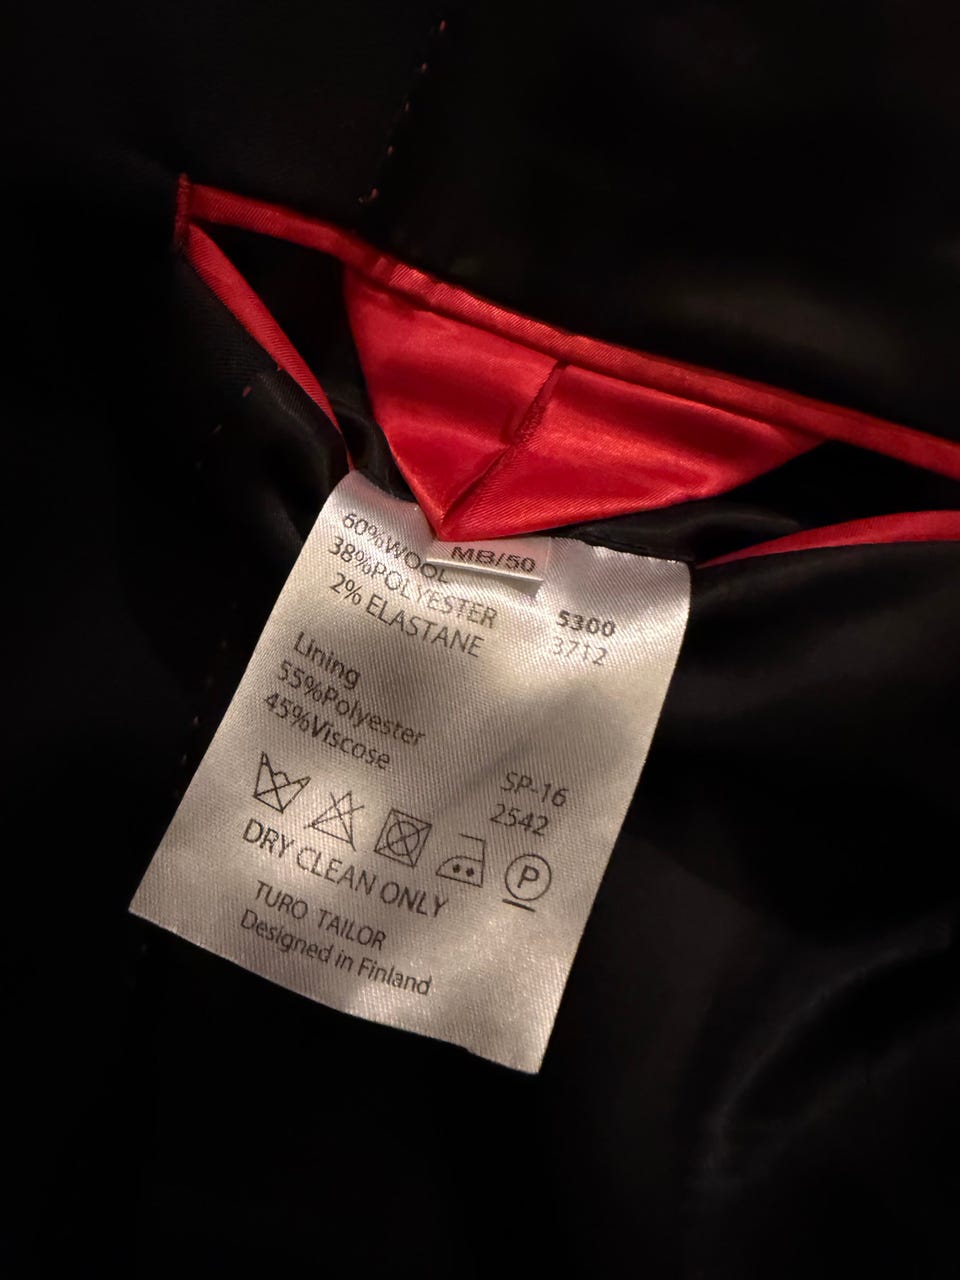 MB/50
60%WOOL
38%POLYESTER
2% ELASTANE
5300
3712
Lining
55%Polyester
45%Viscose
SP-16
2542
P
DRY CLEAN ONLY
TURO TAILOR
Designed in Finland